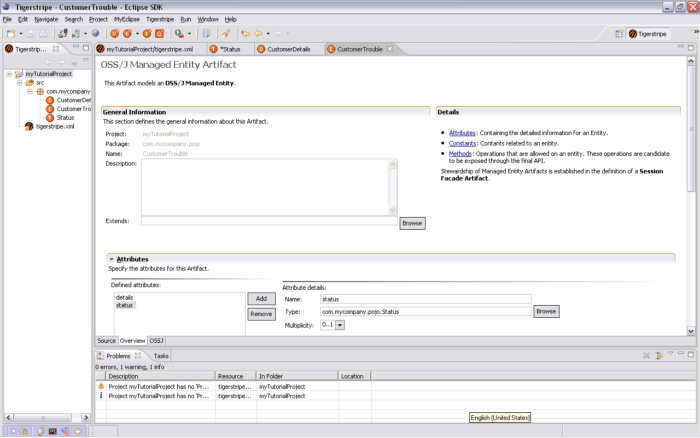 Tigerstripe - CustomerTrouble - Eclipse SDK
File Edit Navigate Search Project MyEclipse Tigerstripe Run Window Help
Tigerstripe
Tigerstripe...
myTutorialProject
src
com.mycompany
CustomerDet
CustomerTro
Status
tigerstripe.xml
myTutorialProject/tigerstripe.xml *Status CustomerDetails CustomerTrouble
OSS/J Managed Entity Artifact
This Artifact models an OSS/J Managed Entity.
General Information
This section defines the general information about this Artifact.
Project: myTutorialProject
Package: com.mycompany.pojo
Name: CustomerTrouble
Description:
Extends: Browse
Details
Attributes: Containing the detailed information for an Entity.
Constants: Contants related to an entity.
Methods: Operations that are allowed on an entity. These operations are candidate
to be exposed through the final API.
Stewardship of Managed Entity Artifacts is established in the definition of a Session
Facade Artifact.
Attributes
Specify the attributes for this Artifact.
Defined attributes:
details
status
Add
Remove
Attribute details:
Name: status
Type: com.mycompany.pojo.Status Browse
Multiplicity: 0..1
Source Overview OSSJ
Problems Tasks
0 errors, 1 warning, 1 info
Description Resource In Folder Location
Project myTutorialProject has no 'Pr... tigerstripe... myTutorialProject
Project myTutorialProject has no 'Pr... tigerstripe... myTutorialProject
English (United States)